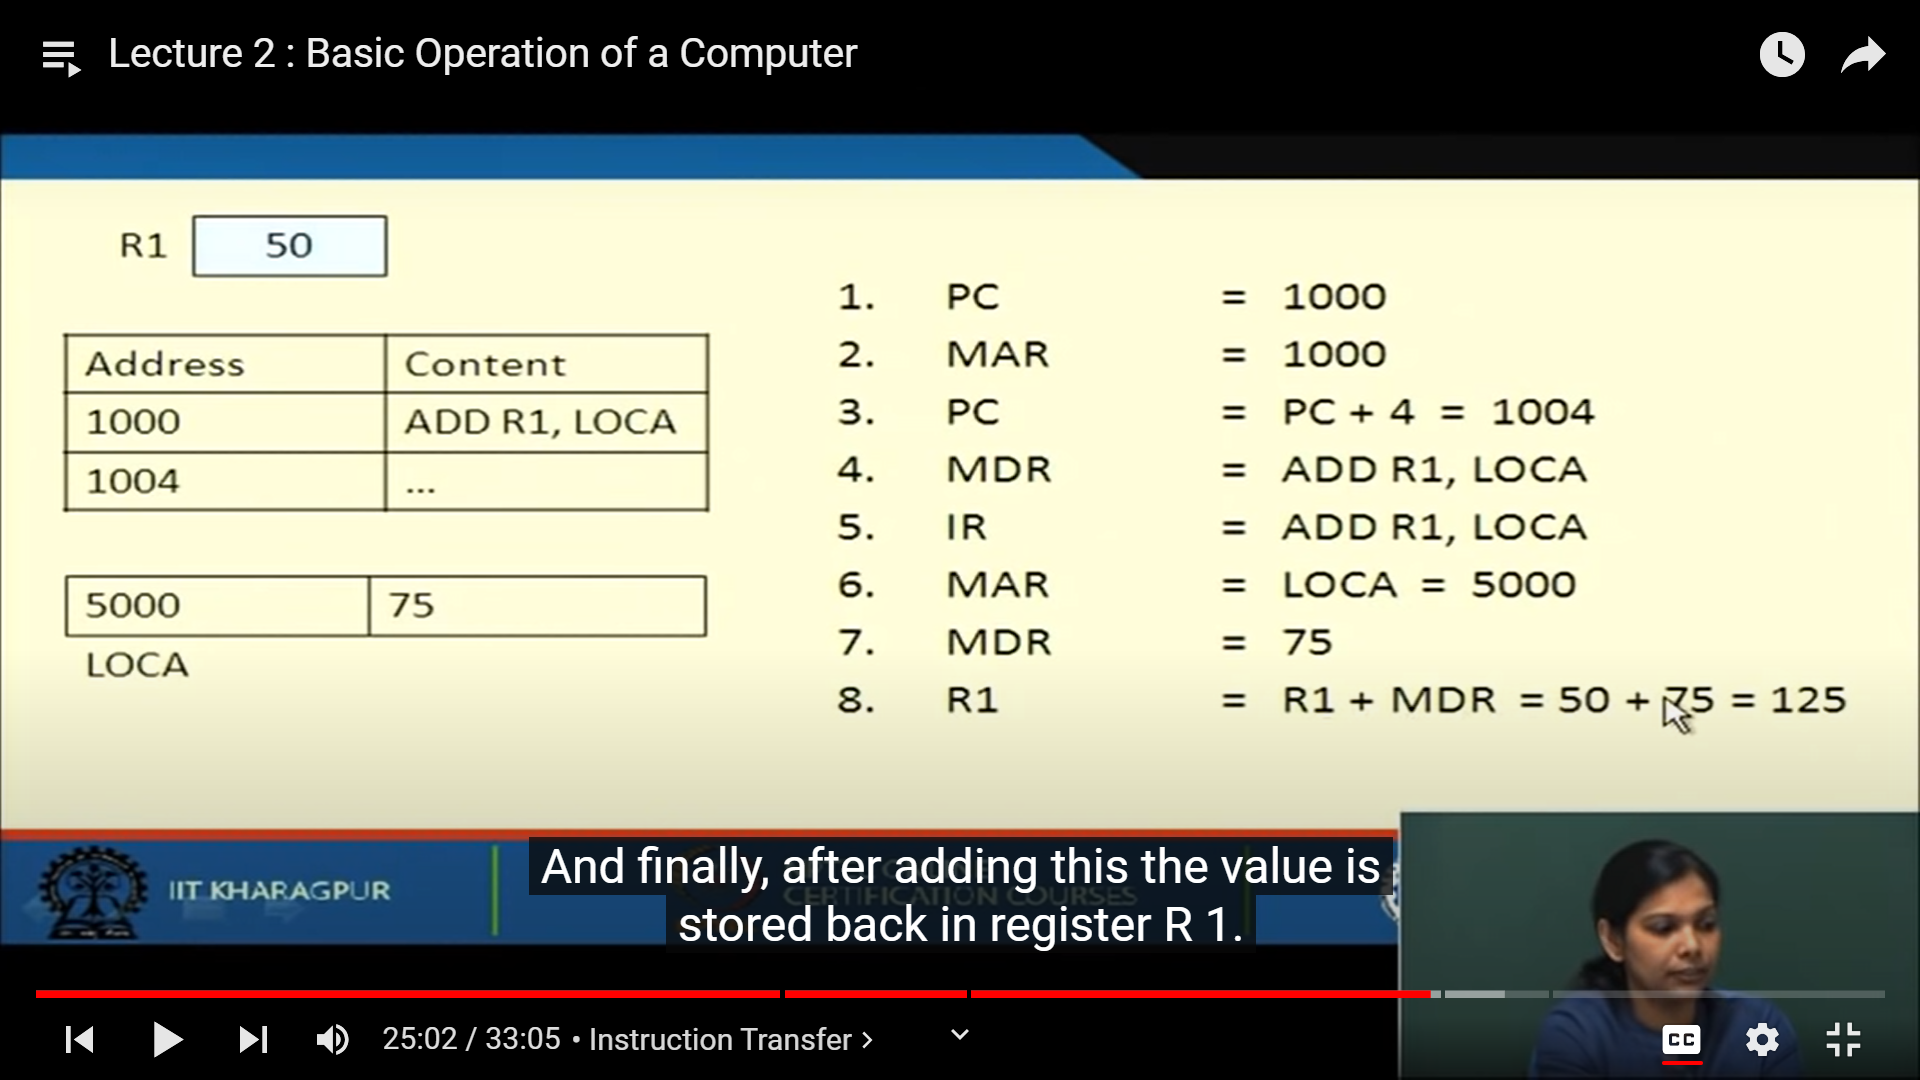 Lecture 2 : Basic Operation of a Computer
R1 50
Address Content
1000 ADD R1, LOCA
1004 ...
5000 75
LOCA
1. PC = 1000
2. MAR = 1000
3. PC = PC + 4 = 1004
4. MDR = ADD R1, LOCA
5. IR = ADD R1, LOCA
6. MAR = LOCA = 5000
7. MDR = 75
8. R1 = R1 + MDR = 50 + 75 = 125
IIT KHARAGPUR
CERTIFICATION COURSES
And finally, after adding this the value is
stored back in register R 1.
25:02 / 33:05 • Instruction Transfer >
CC